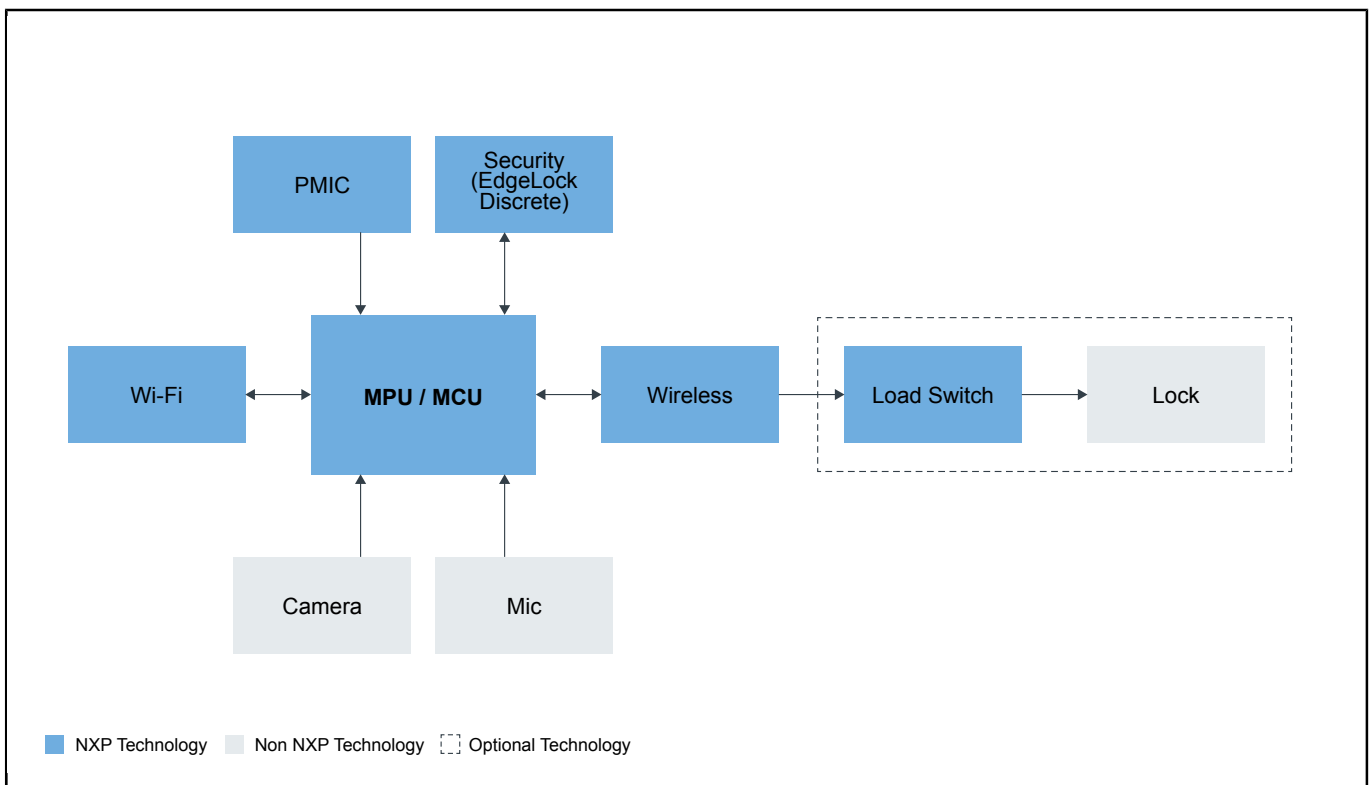 PMIC
Security
(EdgeLock
Discrete)
Wi-Fi
MPU / MCU
Wireless
Load Switch
Lock
Camera
Mic
NXP Technology
Non NXP Technology
Optional Technology